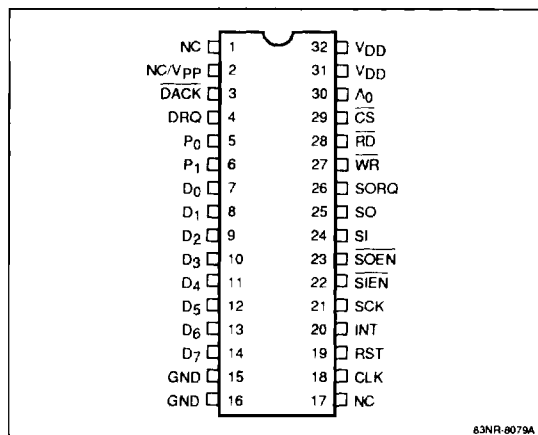 NC 1 32 VDD
NC/VPP 2 31 VDD
DACK 3 30 A0
DRQ 4 29 CS
P0 5 28 RD
P1 6 27 WR
D0 7 26 SORQ
D1 8 25 SO
D2 9 24 SI
D3 10 23 SOEN
D4 11 22 SIEN
D5 12 21 SCK
D6 13 20 INT
D7 14 19 RST
GND 15 18 CLK
GND 16 17 NC
83NR-8079A